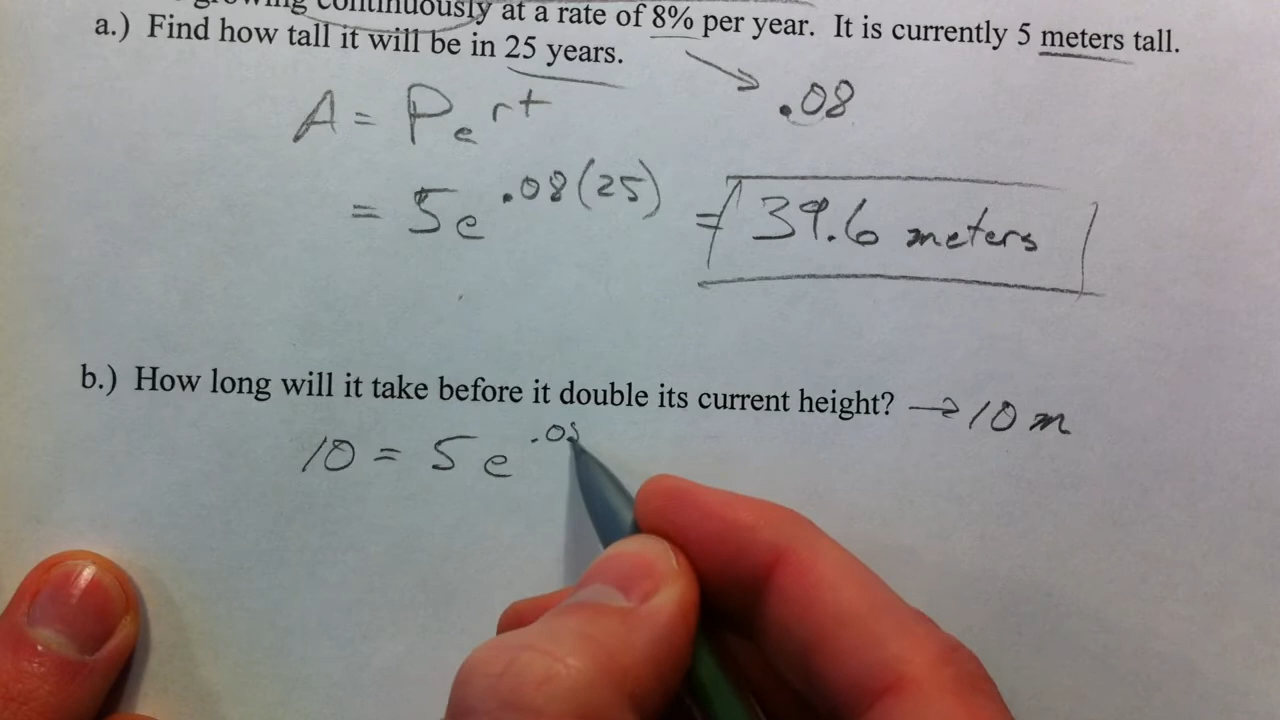 growing continuously at a rate of 8% per year. It is currently 5 meters tall.
a.) Find how tall it will be in 25 years.
.08
A = Pe^rt
= 5e^.08(25) = 39.6 meters
b.) How long will it take before it double its current height? → 10 m
10 = 5e^.08